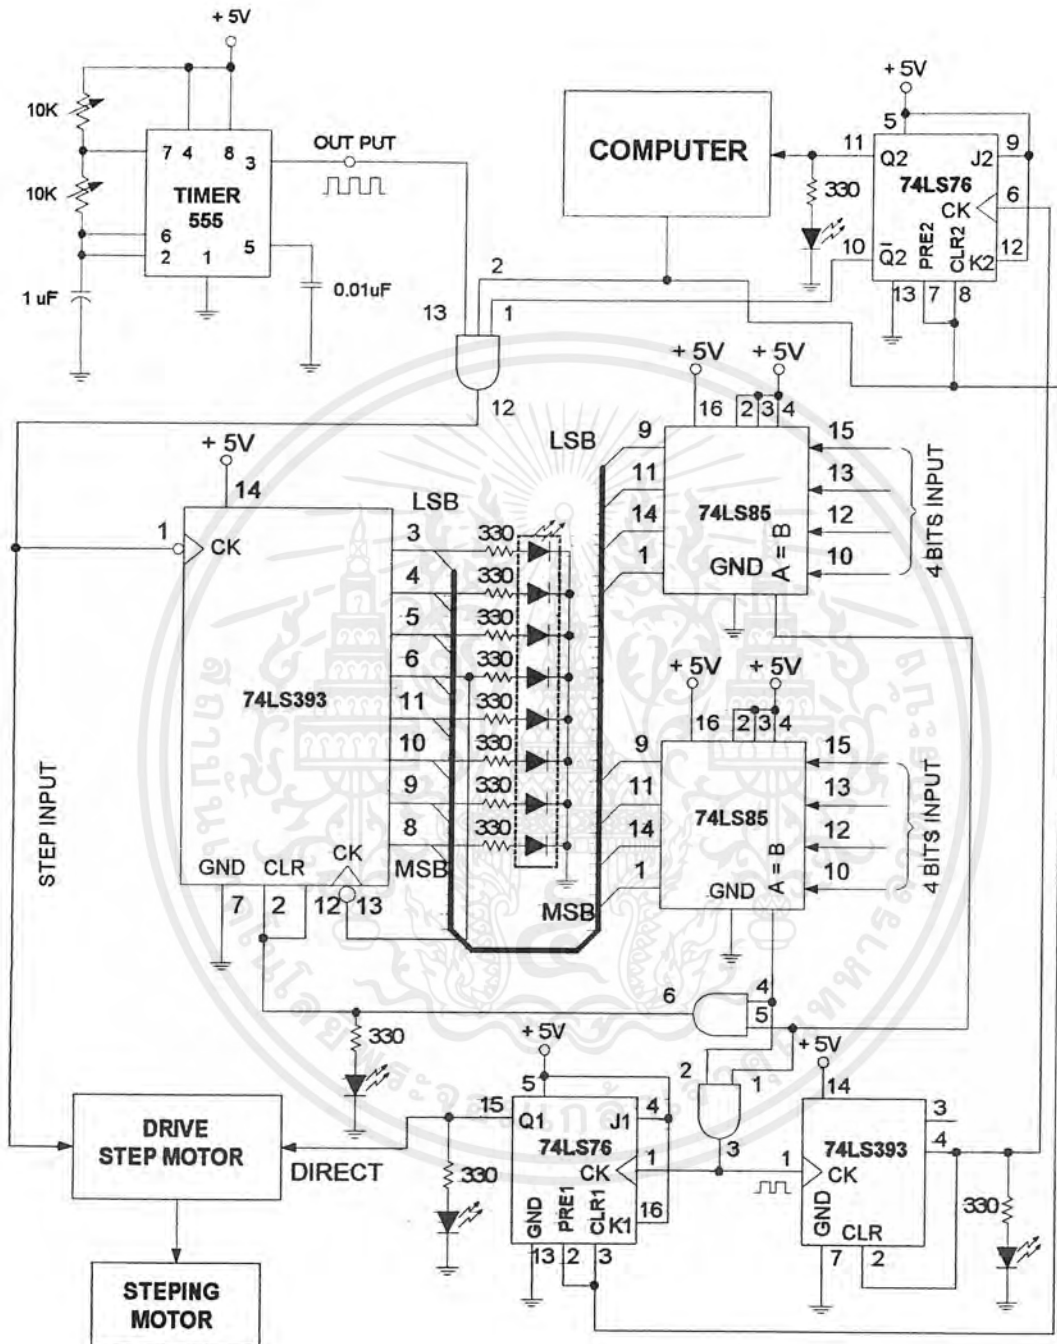 + 5V
10K
10K
7 4 8 3
TIMER
555
6
2 1 5
1 uF
0.01uF
OUT PUT
13
2
1
12
COMPUTER
+ 5V
5
11 Q2 J2 9
74LS76
CK 6
330
10 Q̅2 PRE2 CLR2 K2 12
13 7 8
+ 5V + 5V
16 2 3 4
LSB 9 15
11 13
14 74LS85 12
1 GND A = B 10
4 BITS INPUT
+ 5V
14
1 CK
LSB
3 330
4 330
5 330
6 330
74LS393
11 330
10 330
9 330
8 330
MSB
GND CLR CK
7 2 12 13
STEP INPUT
+ 5V + 5V
16 2 3 4
9 15
11 13
14 74LS85 12
1 GND A = B 10
MSB
4 BITS INPUT
6 4
5
330
2 1
3
+ 5V
5
15 Q1 J1 4
74LS76
CK 1
GND PRE1 CLR1 K1 16
13 2 3
330
+ 5V
14
3
4
74LS393
1 CK
GND CLR
7 2
330
DRIVE
STEP MOTOR
DIRECT
STEPING
MOTOR